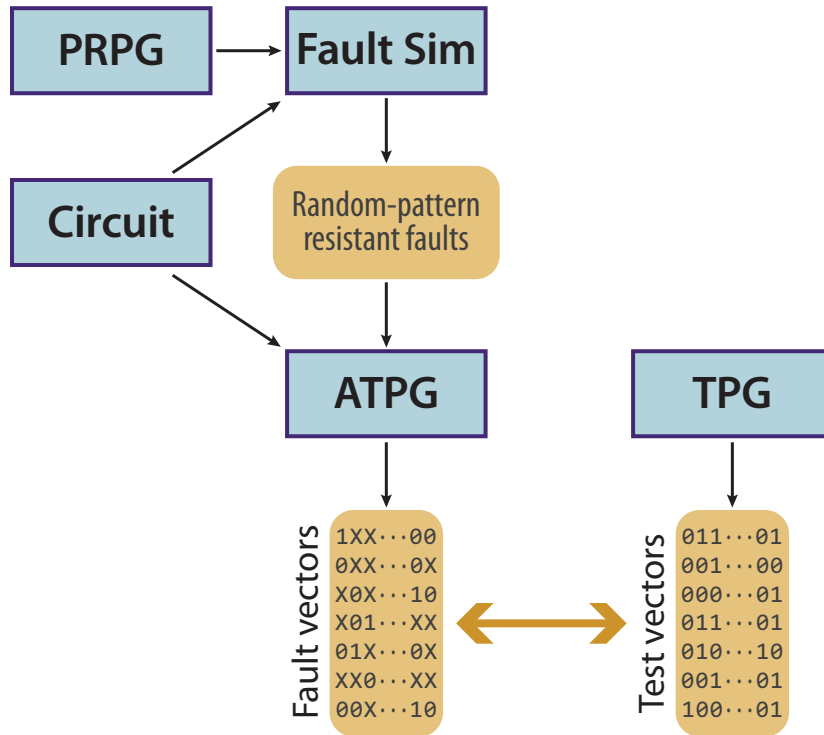 PRPG
Fault Sim
Circuit
Random-pattern
resistant faults
ATPG
TPG
Fault vectors
1XX···00
0XX···0X
X0X···10
X01···XX
01X···0X
XX0···XX
00X···10
Test vectors
011···01
001···00
000···01
011···01
010···10
001···01
100···01